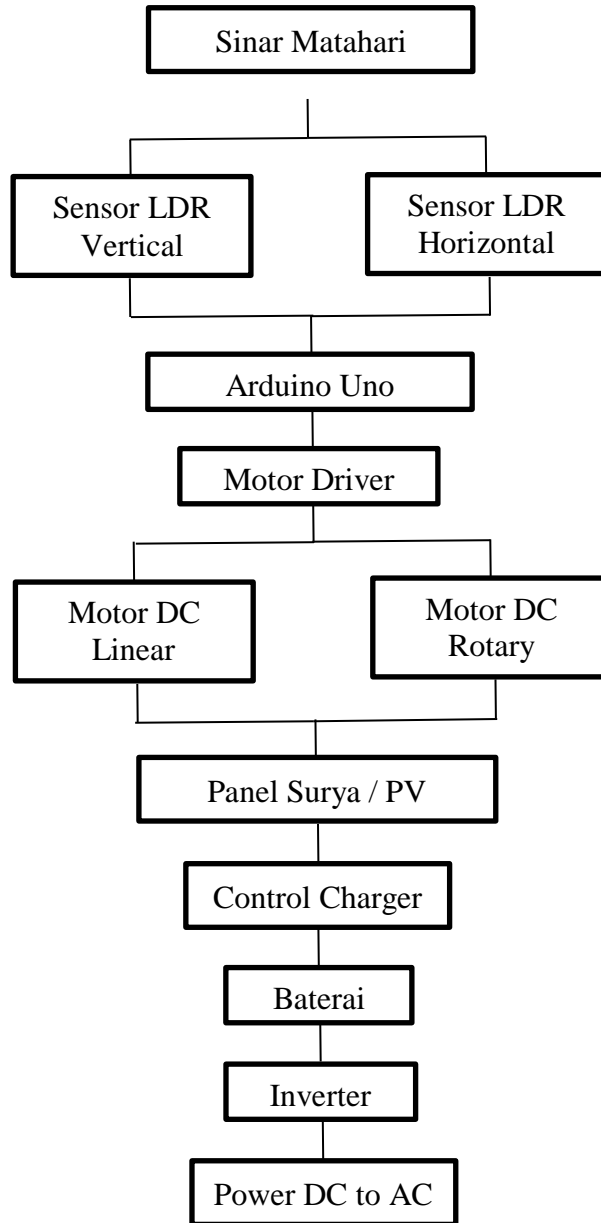 Sinar Matahari
Sensor LDR
Vertical
Sensor LDR
Horizontal
Arduino Uno
Motor Driver
Motor DC
Linear
Motor DC
Rotary
Panel Surya / PV
Control Charger
Baterai
Inverter
Power DC to AC